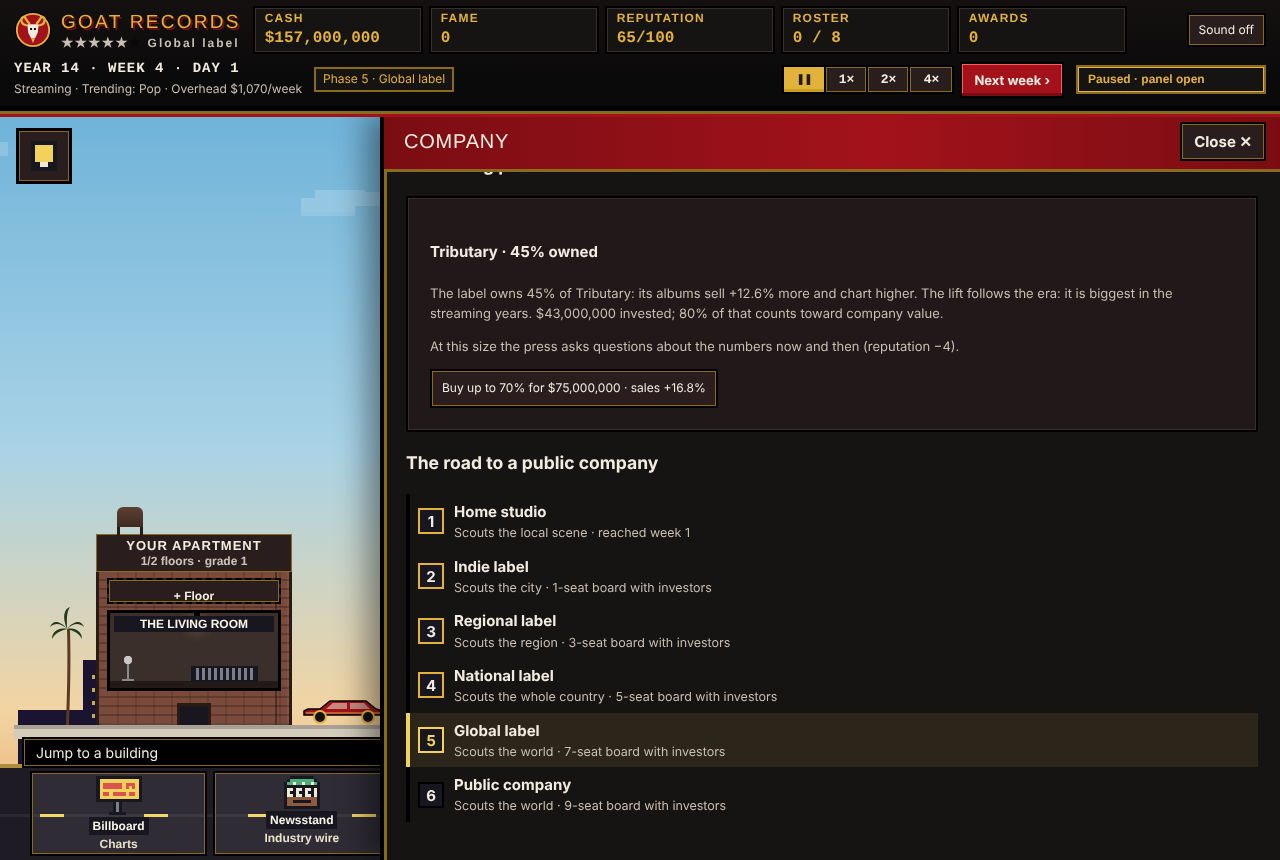 GOAT RECORDS
★★★★★ Global label
CASH
$157,000,000
FAME
0
REPUTATION
65/100
ROSTER
0 / 8
AWARDS
0
Sound off
YEAR 14 · WEEK 4 · DAY 1
Streaming · Trending: Pop · Overhead $1,070/week
Phase 5 · Global label
1×
2×
4×
Next week ›
Paused · panel open
COMPANY
Close ✕
Tributary · 45% owned
The label owns 45% of Tributary: its albums sell +12.6% more and chart higher. The lift follows the era: it is biggest in the
streaming years. $43,000,000 invested; 80% of that counts toward company value.
At this size the press asks questions about the numbers now and then (reputation −4).
Buy up to 70% for $75,000,000 · sales +16.8%
The road to a public company
1
Home studio
Scouts the local scene · reached week 1
2
Indie label
Scouts the city · 1-seat board with investors
3
Regional label
Scouts the region · 3-seat board with investors
4
National label
Scouts the whole country · 5-seat board with investors
5
Global label
Scouts the world · 7-seat board with investors
6
Public company
Scouts the world · 9-seat board with investors
YOUR APARTMENT
1/2 floors · grade 1
+ Floor
THE LIVING ROOM
Jump to a building
Billboard
Charts
Newsstand
Industry wire